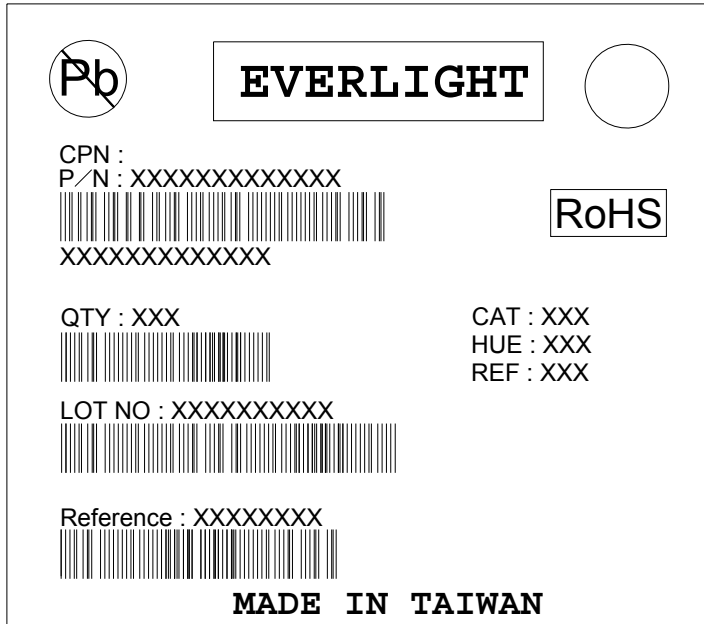 Pb
EVERLIGHT
CPN :
P/N : XXXXXXXXXXXXX
RoHS
XXXXXXXXXXXXX
QTY : XXX
CAT : XXX
HUE : XXX
REF : XXX
LOT NO : XXXXXXXXXX
Reference : XXXXXXXX
MADE IN TAIWAN